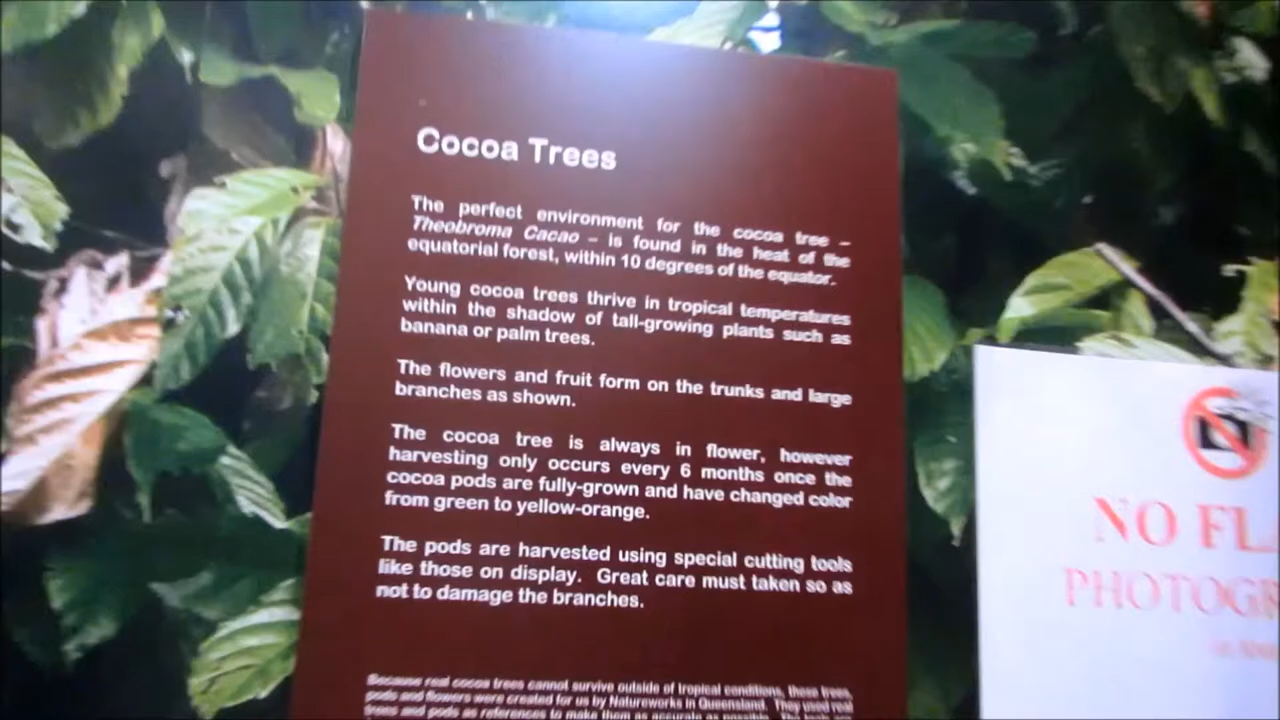 Cocoa Trees
The perfect environment for the cocoa tree –
Theobroma Cacao – is found in the heat of the
equatorial forest, within 10 degrees of the equator.
Young cocoa trees thrive in tropical temperatures
within the shadow of tall-growing plants such as
banana or palm trees.
The flowers and fruit form on the trunks and large
branches as shown.
The cocoa tree is always in flower, however
harvesting only occurs every 6 months once the
cocoa pods are fully-grown and have changed color
from green to yellow-orange.
The pods are harvested using special cutting tools
like those on display. Great care must taken so as
not to damage the branches.
Because real cocoa trees cannot survive outside of tropical conditions, these trees,
pods and flowers were created for us by Natureworks in Queensland. They used real
trees and pods as references to make them as accurate as possible.
NO FLA
PHOTOGR